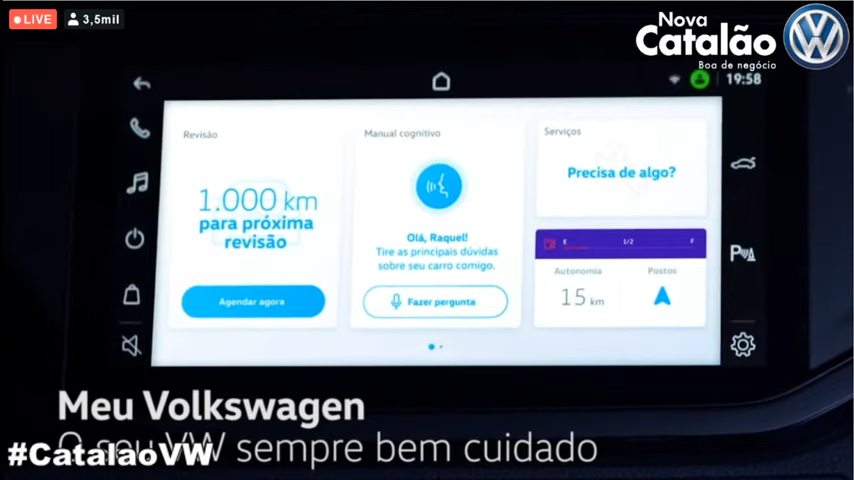 LIVE
3,5mil
Nova
Catalão
Boa de negócio
19:58
Revisão
1.000 km
para próxima
revisão
Agendar agora
Manual cognitivo
Olá, Raquel!
Tire as principais dúvidas
sobre seu carro comigo.
Fazer pergunta
Serviços
Precisa de algo?
E 1/2 F
Autonomia
15 km
Postos
Meu Volkswagen
O seu VW sempre bem cuidado
#CatalãoVW